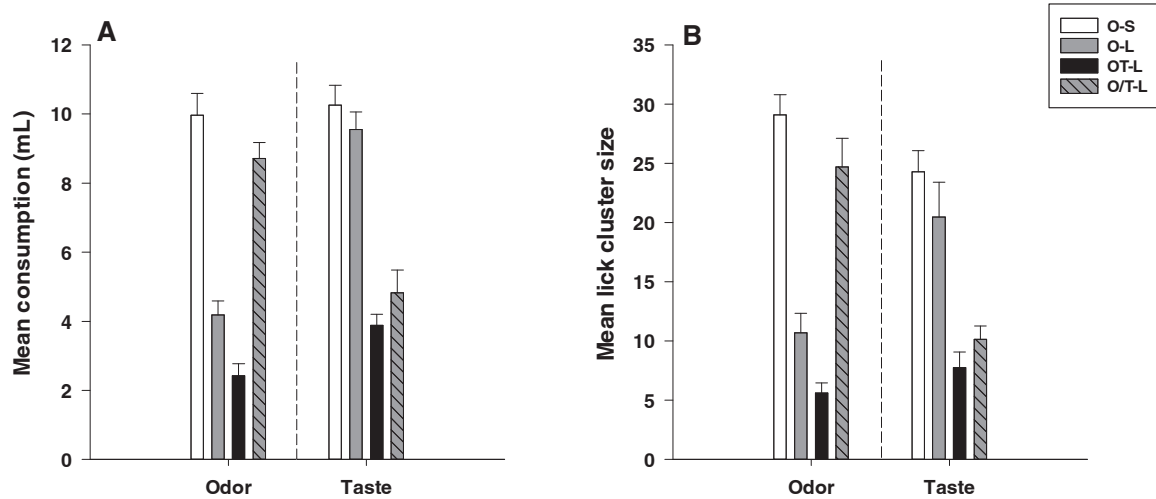 A
Mean consumption (mL)
12
10
8
6
4
2
0
Odor
Taste
B
Mean lick cluster size
35
30
25
20
15
10
5
0
Odor
Taste
O-S
O-L
OT-L
O/T-L